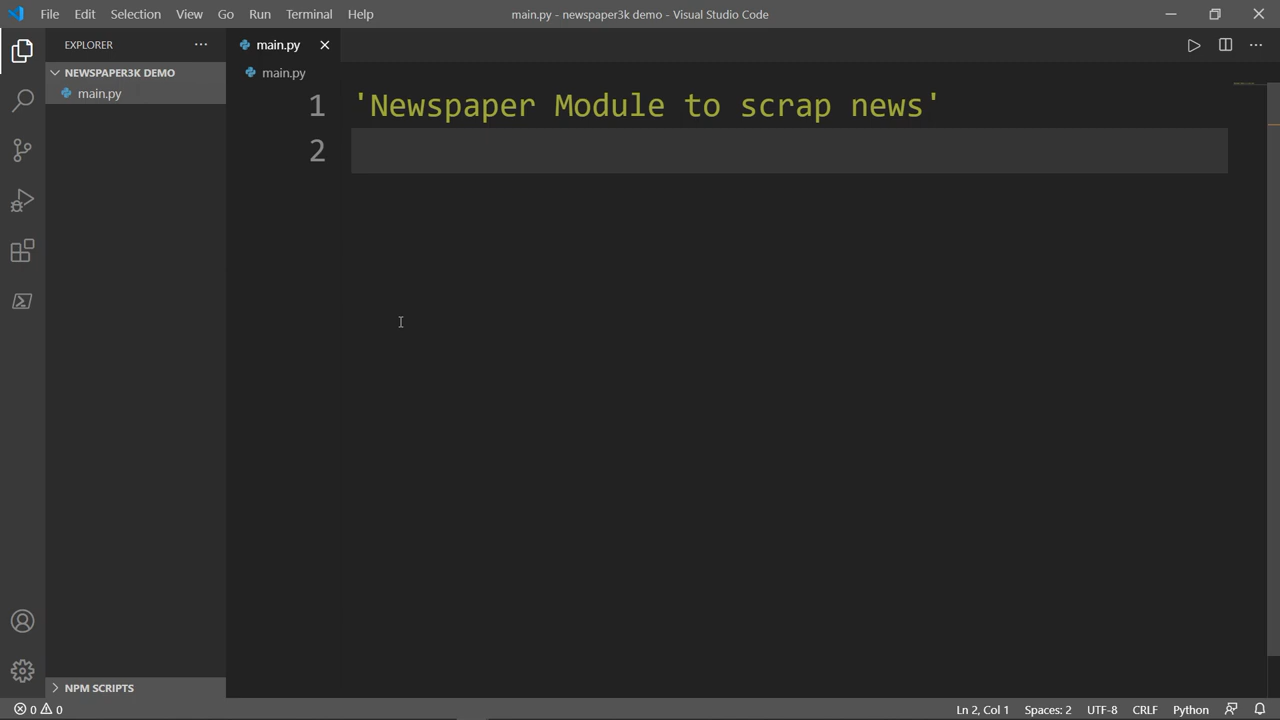 File Edit Selection View Go Run Terminal Help main.py - newspaper3k demo - Visual Studio Code
EXPLORER
NEWSPAPER3K DEMO
main.py
NPM SCRIPTS
main.py
main.py
1 'Newspaper Module to scrap news'
2
0 0 Ln 2, Col 1 Spaces: 2 UTF-8 CRLF Python